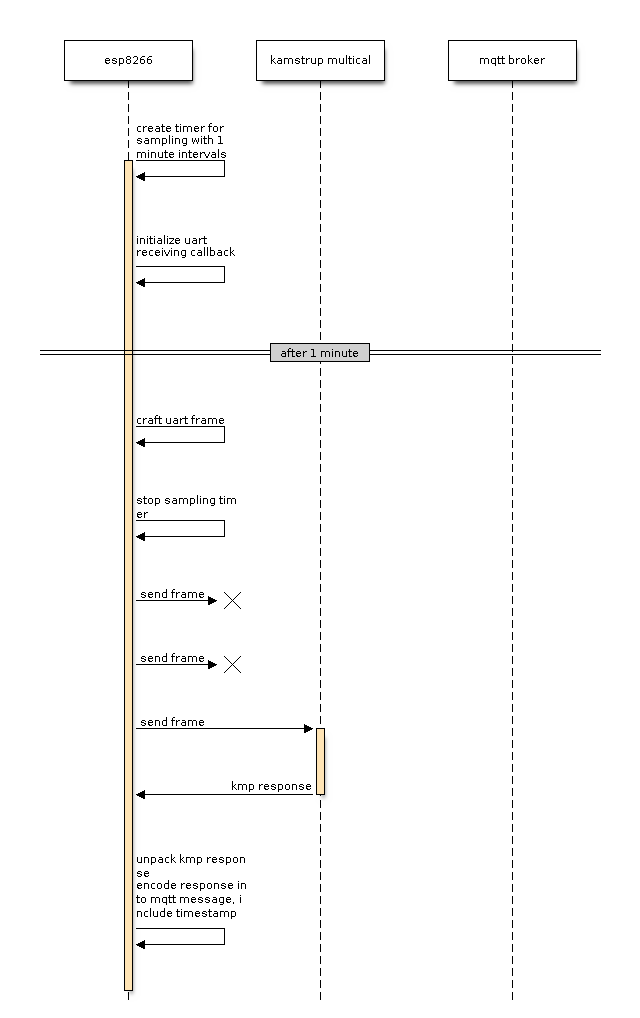 esp8266
kamstrup multical
mqtt broker
create timer for
sampling with 1
minute intervals
initialize uart
receiving callback
after 1 minute
craft uart frame
stop sampling tim
er
send frame
send frame
send frame
kmp response
unpack kmp respon
se
encode response in
to mqtt message, i
nclude timestamp